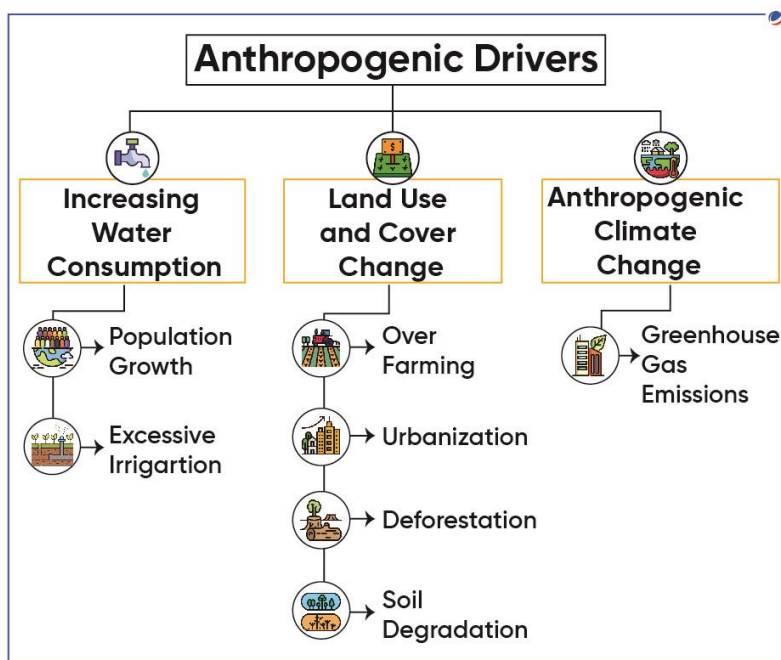 Anthropogenic Drivers
Increasing
Water
Consumption
Population
Growth
Excessive
Irrigartion
Land Use
and Cover
Change
Over
Farming
Urbanization
Deforestation
Soil
Degradation
Anthropogenic
Climate
Change
Greenhouse
Gas
Emissions